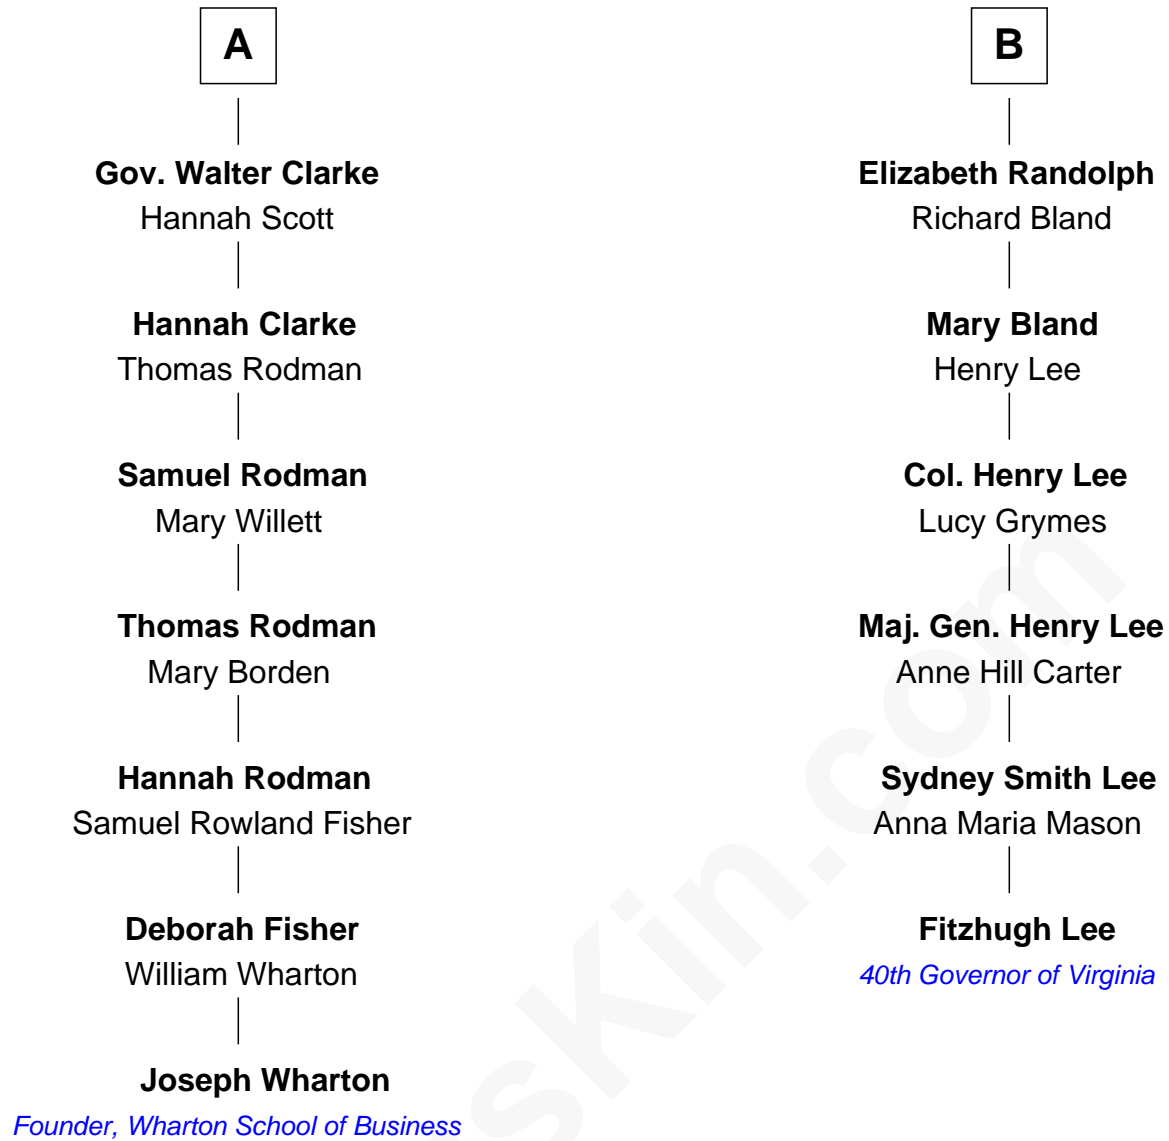 A
Gov. Walter Clarke
Hannah Scott
Hannah Clarke
Thomas Rodman
Samuel Rodman
Mary Willett
Thomas Rodman
Mary Borden
Hannah Rodman
Samuel Rowland Fisher
Deborah Fisher
William Wharton
Joseph Wharton
Founder, Wharton School of Business
B
Elizabeth Randolph
Richard Bland
Mary Bland
Henry Lee
Col. Henry Lee
Lucy Grymes
Maj. Gen. Henry Lee
Anne Hill Carter
Sydney Smith Lee
Anna Maria Mason
Fitzhugh Lee
40th Governor of Virginia
sKin.com